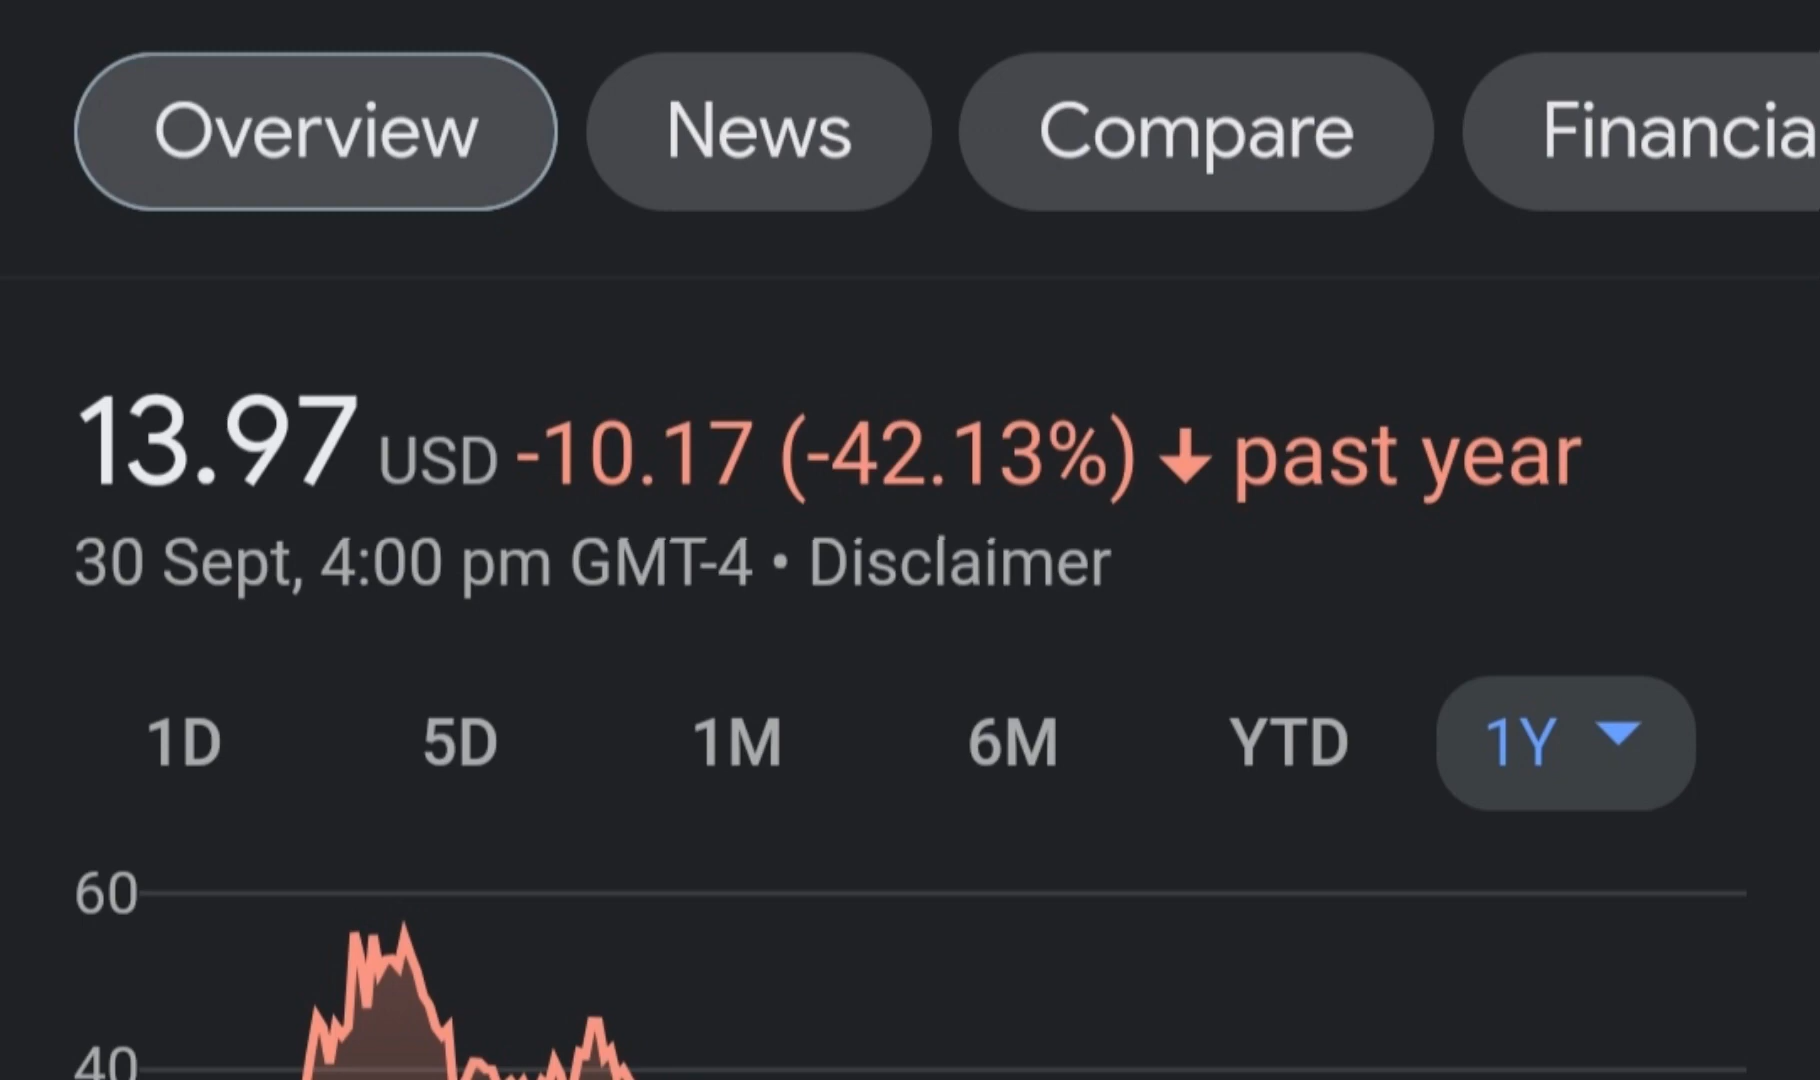 Overview News Compare Financia
13.97 USD -10.17 (-42.13%) ↓ past year
30 Sept, 4:00 pm GMT-4 • Disclaimer
1D 5D 1M 6M YTD 1Y
60
40